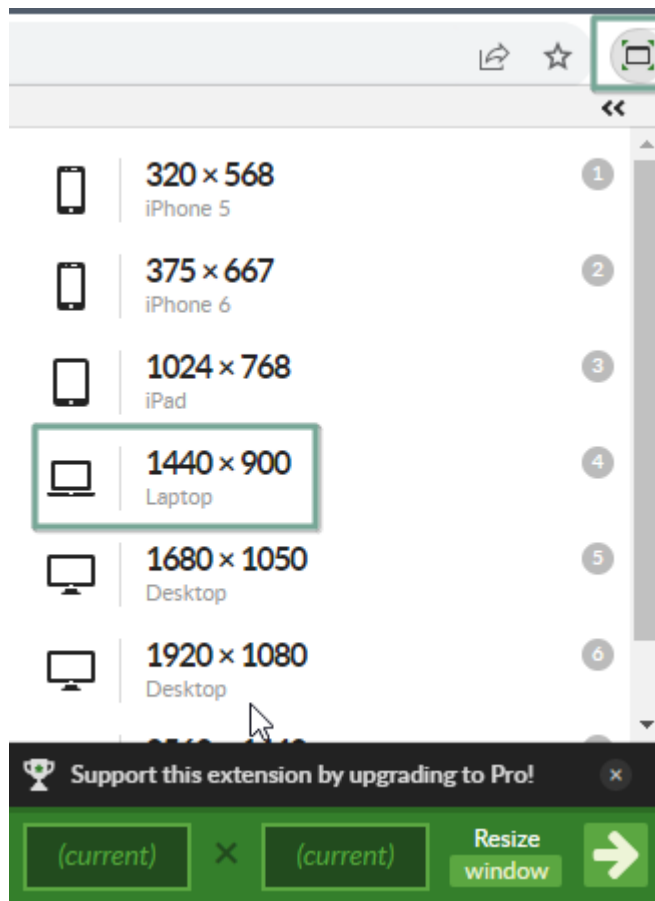 320 × 568
1
iPhone 5
375 × 667
2
iPhone 6
1024 × 768
3
iPad
1440 × 900
4
Laptop
1680 × 1050
5
Desktop
1920 × 1080
6
Desktop
Support this extension by upgrading to Pro!
(current) × (current)
Resize
window